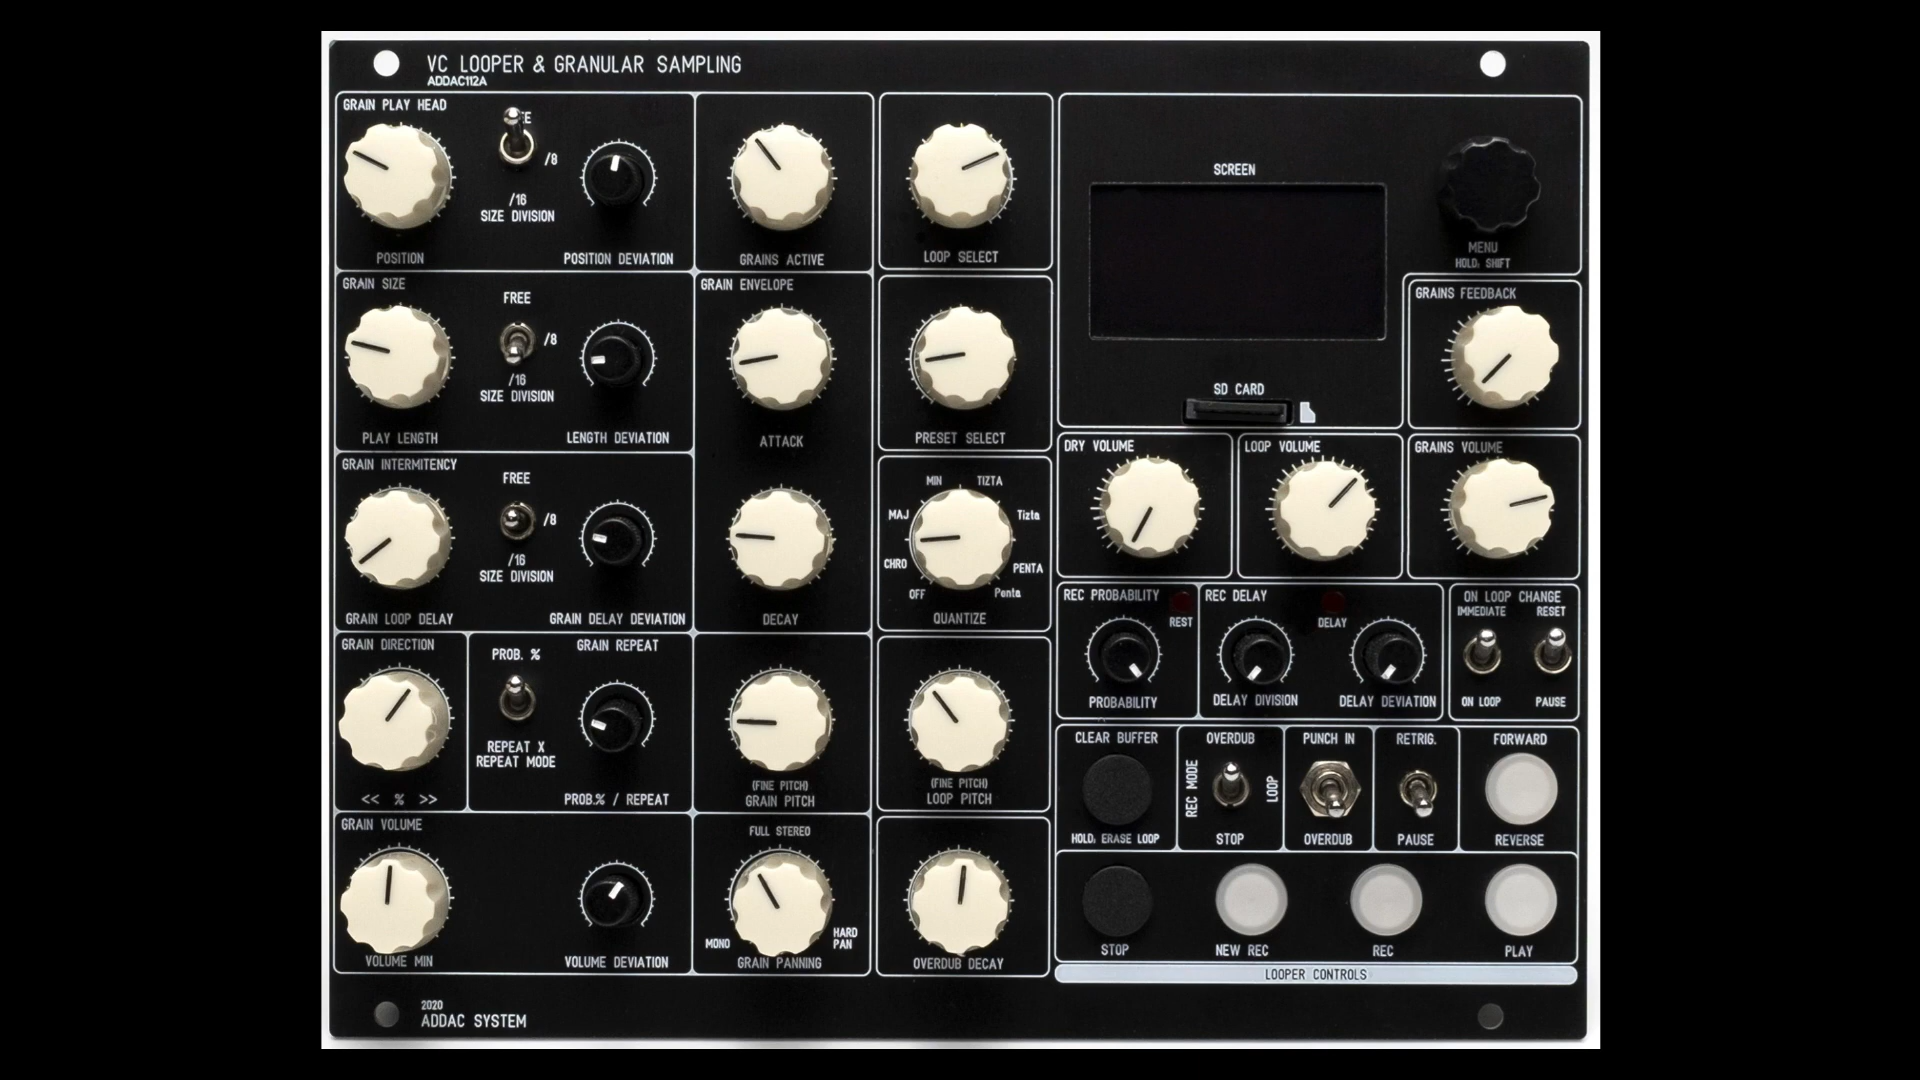 VC LOOPER & GRANULAR SAMPLING
ADDAC112A
GRAIN PLAY HEAD
/8
/16
SIZE DIVISION
POSITION
POSITION DEVIATION
GRAINS ACTIVE
LOOP SELECT
SCREEN
MENU
HOLD: SHIFT
GRAIN SIZE
FREE
/8
/16
SIZE DIVISION
PLAY LENGTH
LENGTH DEVIATION
GRAIN ENVELOPE
ATTACK
PRESET SELECT
SD CARD
GRAINS FEEDBACK
GRAIN INTERMITENCY
FREE
/8
/16
SIZE DIVISION
GRAIN LOOP DELAY
GRAIN DELAY DEVIATION
DECAY
MIN
TIZTA
MAJ
Tizta
CHRO
PENTA
OFF
Penta
QUANTIZE
DRY VOLUME
LOOP VOLUME
GRAINS VOLUME
REC PROBABILITY
REST
PROBABILITY
REC DELAY
DELAY
DELAY DIVISION
DELAY DEVIATION
ON LOOP CHANGE
IMMEDIATE
RESET
ON LOOP
PAUSE
GRAIN DIRECTION
<< % >>
PROB. %
GRAIN REPEAT
REPEAT X
REPEAT MODE
PROB.% / REPEAT
(FINE PITCH)
GRAIN PITCH
(FINE PITCH)
LOOP PITCH
CLEAR BUFFER
HOLD: ERASE LOOP
OVERDUB
REC MODE
LOOP
STOP
PUNCH IN
OVERDUB
RETRIG.
PAUSE
FORWARD
REVERSE
GRAIN VOLUME
VOLUME MIN
VOLUME DEVIATION
FULL STEREO
MONO
HARD
PAN
GRAIN PANNING
OVERDUB DECAY
STOP
NEW REC
REC
PLAY
LOOPER CONTROLS
2020
ADDAC SYSTEM